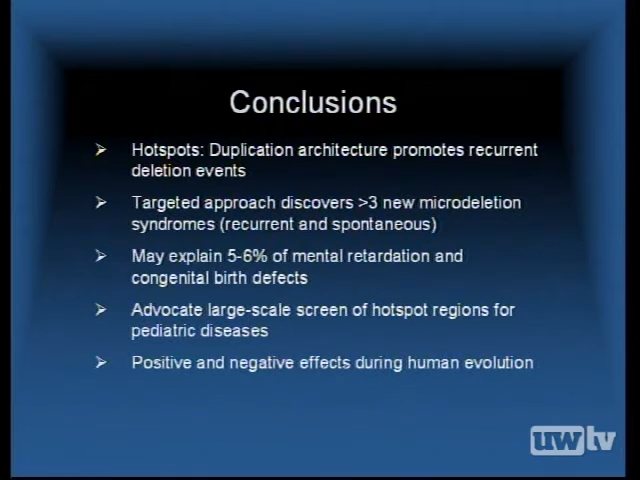 Conclusions
Hotspots: Duplication architecture promotes recurrent
deletion events
Targeted approach discovers >3 new microdeletion
syndromes (recurrent and spontaneous)
May explain 5-6% of mental retardation and
congenital birth defects
Advocate large-scale screen of hotspot regions for
pediatric diseases
Positive and negative effects during human evolution
uwtv